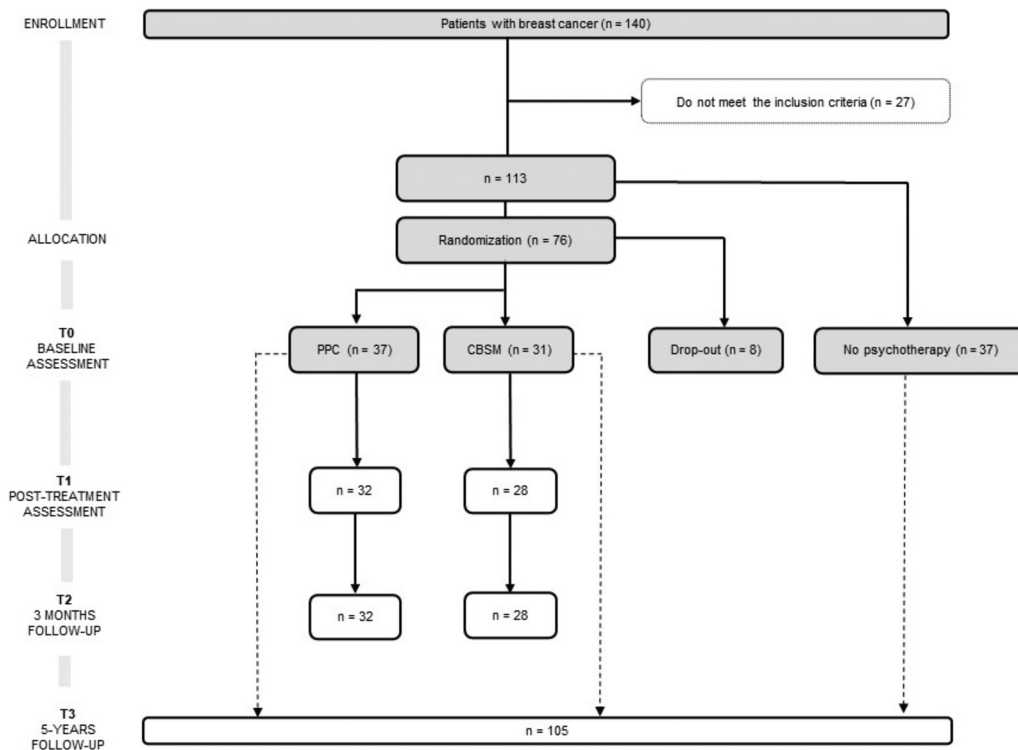 ENROLLMENT
Patients with breast cancer (n = 140)
Do not meet the inclusion criteria (n = 27)
n = 113
ALLOCATION
Randomization (n = 76)
T0
BASELINE
ASSESSMENT
PPC (n = 37)
CBSM (n = 31)
Drop-out (n = 8)
No psychotherapy (n = 37)
T1
POST-TREATMENT
ASSESSMENT
n = 32
n = 28
T2
3 MONTHS
FOLLOW-UP
n = 32
n = 28
T3
5-YEARS
FOLLOW-UP
n = 105